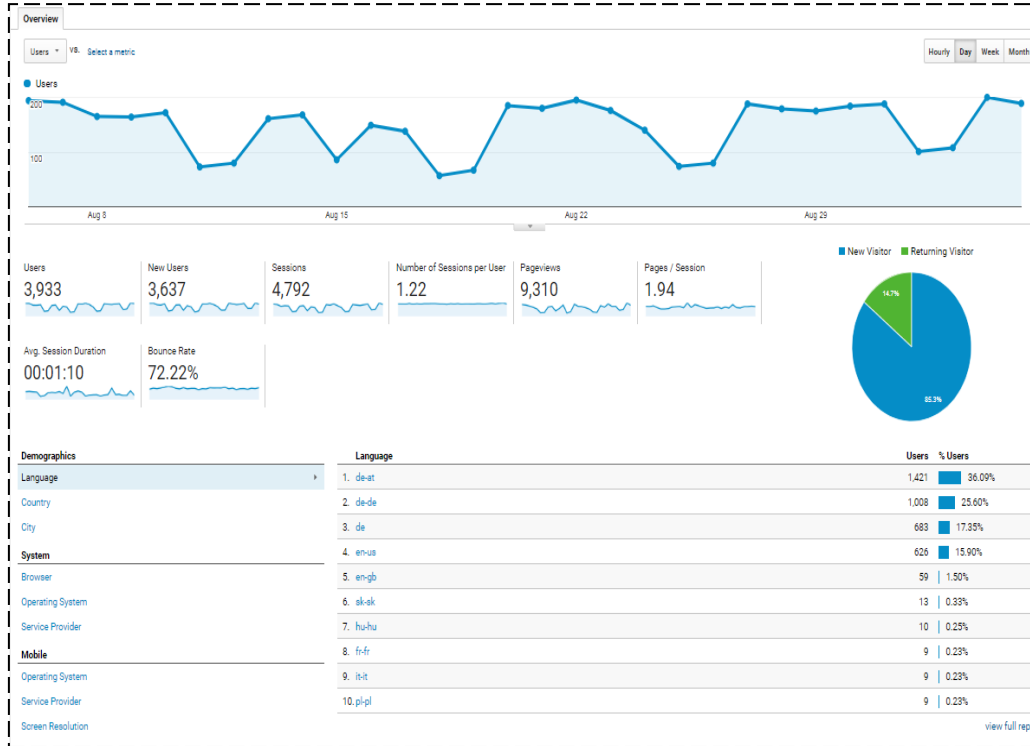 Overview
Users VS. Select a metric
Hourly Day Week Month
Users
200
100
Aug 8 Aug 15 Aug 22 Aug 29
New Visitor Returning Visitor
Users New Users Sessions Number of Sessions per User Pageviews Pages / Session
3,933 3,637 4,792 1.22 9,310 1.94
14.7%
85.3%
Avg. Session Duration Bounce Rate
00:01:10 72.22%
Demographics
Language
Country
City
System
Browser
Operating System
Service Provider
Mobile
Operating System
Service Provider
Screen Resolution
Language Users % Users
1. de-at 1,421 36.09%
2. de-de 1,008 25.60%
3. de 683 17.35%
4. en-us 626 15.90%
5. en-gb 59 1.50%
6. sk-sk 13 0.33%
7. hu-hu 10 0.25%
8. fr-fr 9 0.23%
9. it-it 9 0.23%
10. pl-pl 9 0.23%
view full rep